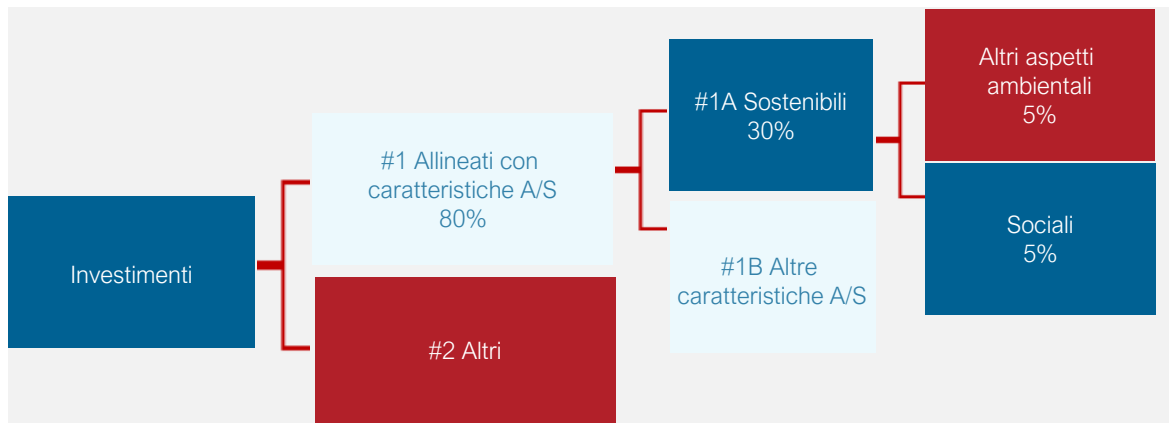 Investimenti
#1 Allineati con
caratteristiche A/S
80%
#2 Altri
#1A Sostenibili
30%
#1B Altre
caratteristiche A/S
Altri aspetti
ambientali
5%
Sociali
5%